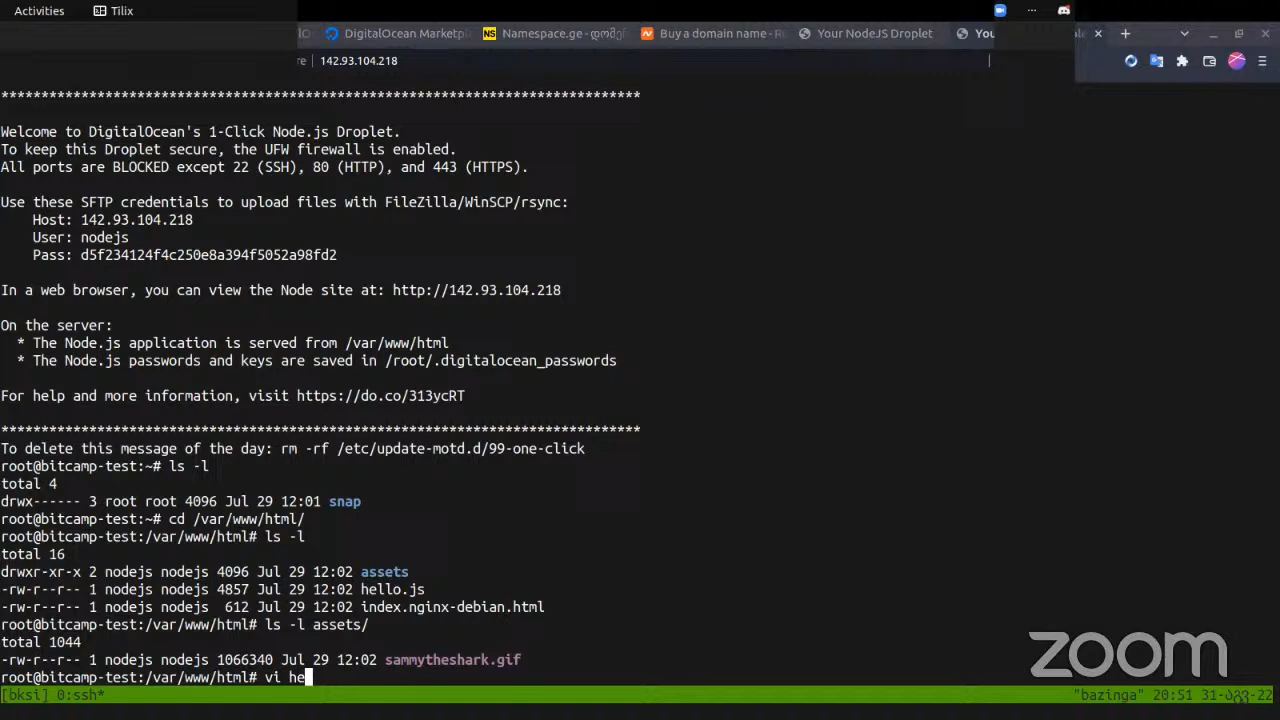 Activities Tilix
DigitalOcean Marketpl Namespace.ge - დომენ Buy a domain name - R Your NodeJS Droplet You
re 142.93.104.218
********************************************************************************
Welcome to DigitalOcean's 1-Click Node.js Droplet.
To keep this Droplet secure, the UFW firewall is enabled.
All ports are BLOCKED except 22 (SSH), 80 (HTTP), and 443 (HTTPS).
Use these SFTP credentials to upload files with FileZilla/WinSCP/rsync:
Host: 142.93.104.218
User: nodejs
Pass: d5f234124f4c250e8a394f5052a98fd2
In a web browser, you can view the Node site at: http://142.93.104.218
On the server:
* The Node.js application is served from /var/www/html
* The Node.js passwords and keys are saved in /root/.digitalocean_passwords
For help and more information, visit https://do.co/313ycRT
********************************************************************************
To delete this message of the day: rm -rf /etc/update-motd.d/99-one-click
root@bitcamp-test:~# ls -l
total 4
drwx------ 3 root root 4096 Jul 29 12:01 snap
root@bitcamp-test:~# cd /var/www/html/
root@bitcamp-test:/var/www/html# ls -l
total 16
drwxr-xr-x 2 nodejs nodejs 4096 Jul 29 12:02 assets
-rw-r--r-- 1 nodejs nodejs 4857 Jul 29 12:02 hello.js
-rw-r--r-- 1 nodejs nodejs  612 Jul 29 12:02 index.nginx-debian.html
root@bitcamp-test:/var/www/html# ls -l assets/
total 1044
-rw-r--r-- 1 nodejs nodejs 1066340 Jul 29 12:02 sammytheshark.gif
root@bitcamp-test:/var/www/html# vi he
[bksi] 0:ssh* "bazinga" 20:51 31-აგვ-22
zoom